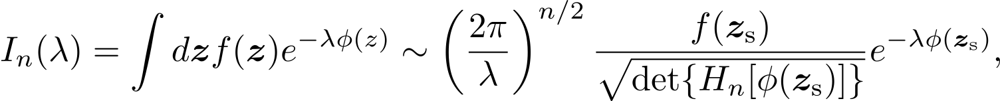 $I_n(\lambda) = \int d\boldsymbol{z} f(\boldsymbol{z}) e^{-\lambda\phi(z)} \sim \left(\frac{2\pi}{\lambda}\right)^{n/2} \frac{f(\boldsymbol{z}_{\mathrm{s}})}{\sqrt{\det\{H_n[\phi(\boldsymbol{z}_{\mathrm{s}})]\}}} e^{-\lambda\phi(\boldsymbol{z}_{\mathrm{s}})},$